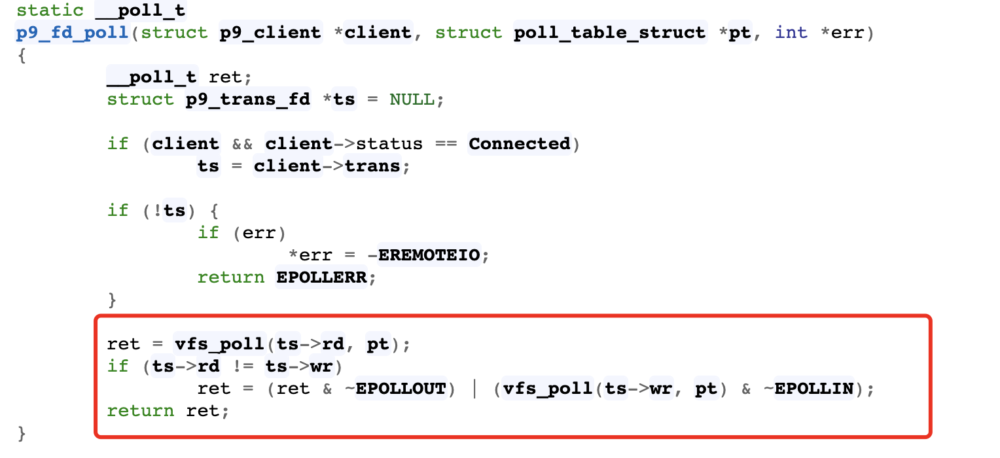 static __poll_t
p9_fd_poll(struct p9_client *client, struct poll_table_struct *pt, int *err)
{
        __poll_t ret;
        struct p9_trans_fd *ts = NULL;

        if (client && client->status == Connected)
                ts = client->trans;

        if (!ts) {
                if (err)
                        *err = -EREMOTEIO;
                return EPOLLERR;
        }

        ret = vfs_poll(ts->rd, pt);
        if (ts->rd != ts->wr)
                ret = (ret & ~EPOLLOUT) | (vfs_poll(ts->wr, pt) & ~EPOLLIN);
        return ret;
}